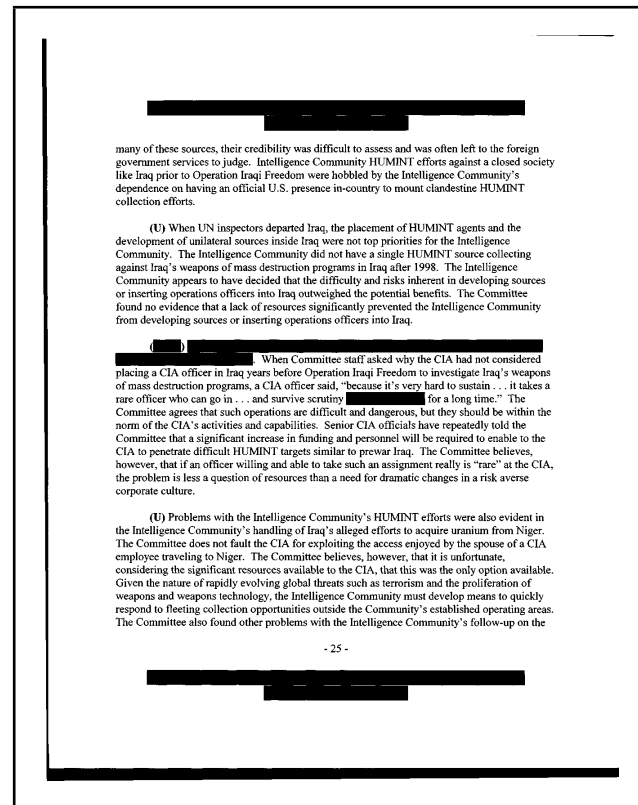 many of these sources, their credibility was difficult to assess and was often left to the foreign
government services to judge. Intelligence Community HUMINT efforts against a closed society
like Iraq prior to Operation Iraqi Freedom were hobbled by the Intelligence Community's
dependence on having an official U.S. presence in-country to mount clandestine HUMINT
collection efforts.
(U) When UN inspectors departed Iraq, the placement of HUMINT agents and the
development of unilateral sources inside Iraq were not top priorities for the Intelligence
Community. The Intelligence Community did not have a single HUMINT source collecting
against Iraq's weapons of mass destruction programs in Iraq after 1998. The Intelligence
Community appears to have decided that the difficulty and risks inherent in developing sources
or inserting operations officers into Iraq outweighed the potential benefits. The Committee
found no evidence that a lack of resources significantly prevented the Intelligence Community
from developing sources or inserting operations officers into Iraq.
( )
. When Committee staff asked why the CIA had not considered
placing a CIA officer in Iraq years before Operation Iraqi Freedom to investigate Iraq's weapons
of mass destruction programs, a CIA officer said, "because it's very hard to sustain . . . it takes a
rare officer who can go in . . . and survive scrutiny for a long time." The
Committee agrees that such operations are difficult and dangerous, but they should be within the
norm of the CIA's activities and capabilities. Senior CIA officials have repeatedly told the
Committee that a significant increase in funding and personnel will be required to enable to the
CIA to penetrate difficult HUMINT targets similar to prewar Iraq. The Committee believes,
however, that if an officer willing and able to take such an assignment really is "rare" at the CIA,
the problem is less a question of resources than a need for dramatic changes in a risk averse
corporate culture.
(U) Problems with the Intelligence Community's HUMINT efforts were also evident in
the Intelligence Community's handling of Iraq's alleged efforts to acquire uranium from Niger.
The Committee does not fault the CIA for exploiting the access enjoyed by the spouse of a CIA
employee traveling to Niger. The Committee believes, however, that it is unfortunate,
considering the significant resources available to the CIA, that this was the only option available.
Given the nature of rapidly evolving global threats such as terrorism and the proliferation of
weapons and weapons technology, the Intelligence Community must develop means to quickly
respond to fleeting collection opportunities outside the Community's established operating areas.
The Committee also found other problems with the Intelligence Community's follow-up on the
- 25 -